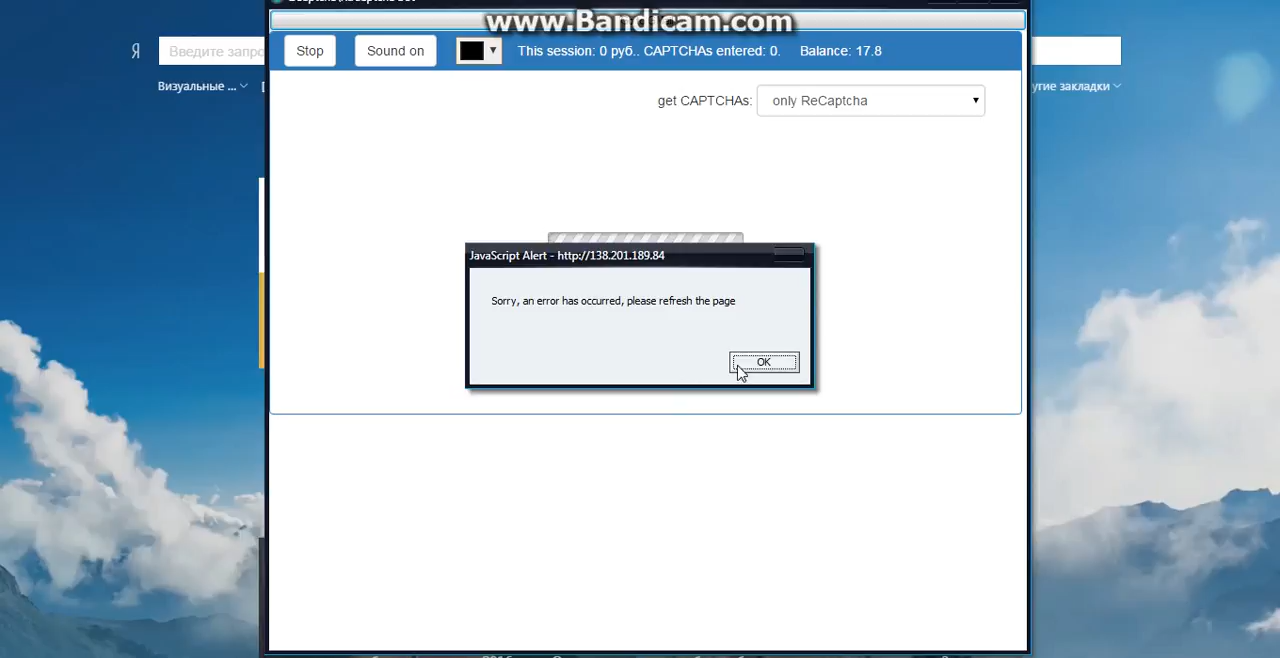 www.Bandicam.com
Я Введите запро
Stop Sound on This session: 0 руб.. CAPTCHAs entered: 0. Balance: 17.8
Визуальные ... угие закладки
get CAPTCHAs: only ReCaptcha
JavaScript Alert - http://138.201.189.84
Sorry, an error has occurred, please refresh the page
OK